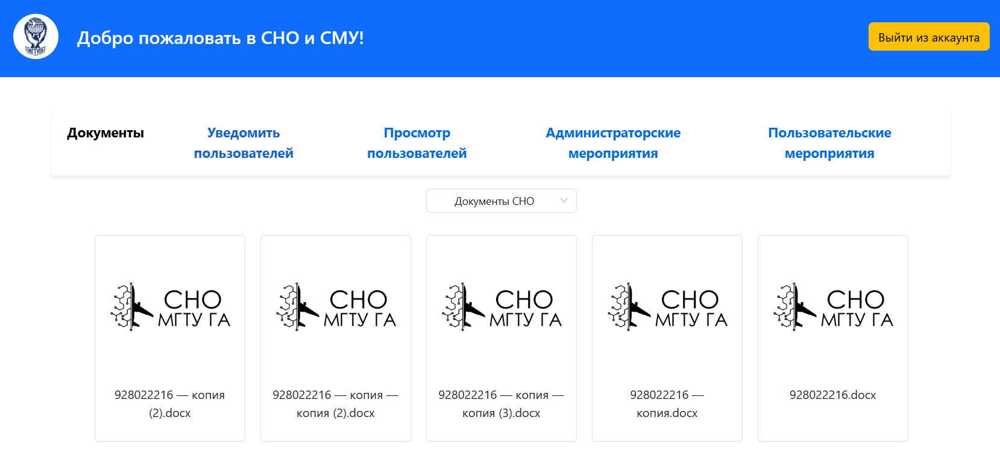 МГТУГА
Добро пожаловать в СНО и СМУ!
Выйти из аккаунта
Документы
Уведомить
пользователей
Просмотр
пользователей
Администраторские
мероприятия
Пользовательские
мероприятия
Документы СНО
СНО
МГТУ ГА
928022216 — копия
(2).docx
СНО
МГТУ ГА
928022216 — копия —
копия (2).docx
СНО
МГТУ ГА
928022216 — копия —
копия (3).docx
СНО
МГТУ ГА
928022216 —
копия.docx
СНО
МГТУ ГА
928022216.docx